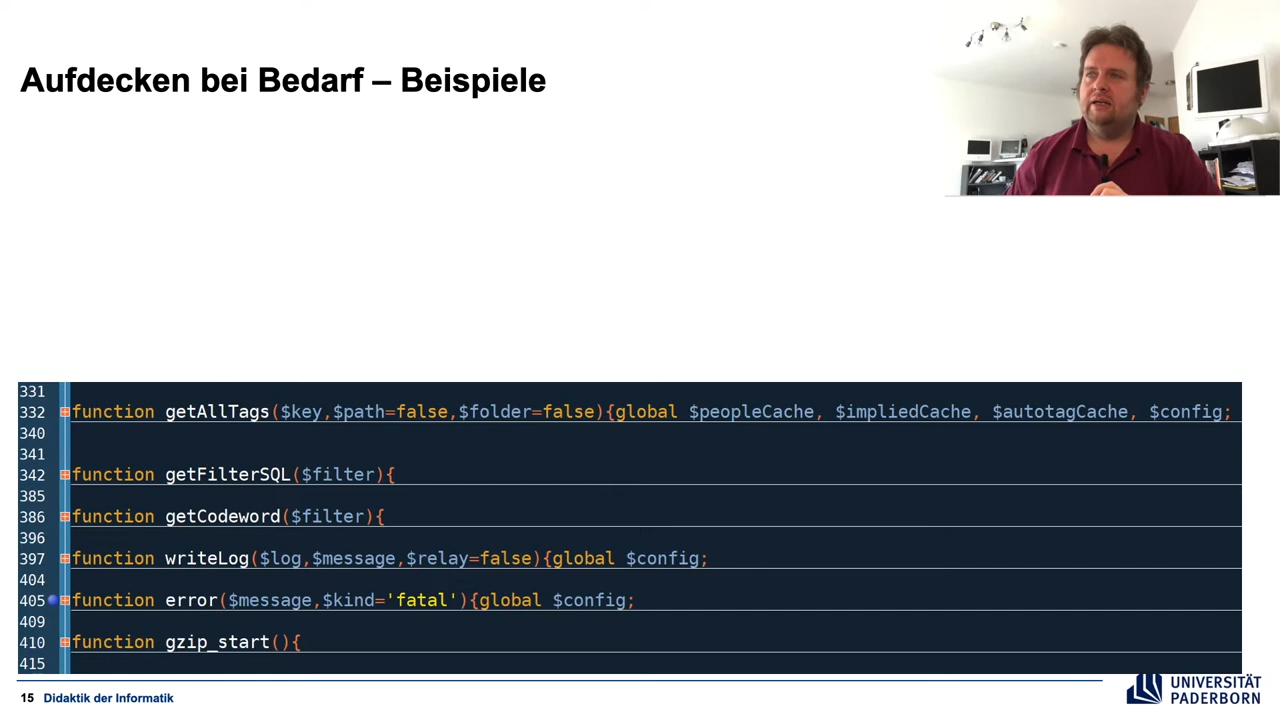 Aufdecken bei Bedarf – Beispiele
331
332 function getAllTags($key,$path=false,$folder=false){global $peopleCache, $impliedCache, $autotagCache, $config;
340
341
342 function getFilterSQL($filter){
385
386 function getCodeword($filter){
396
397 function writeLog($log,$message,$relay=false){global $config;
404
405 function error($message,$kind='fatal'){global $config;
409
410 function gzip_start(){
415
15 Didaktik der Informatik
UNIVERSITÄT
PADERBORN